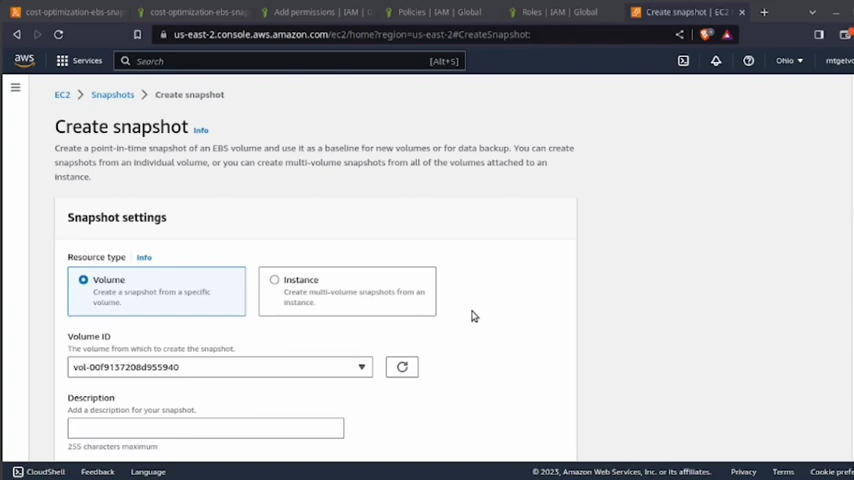 cost-optimization-ebs-snap
cost-optimization-ebs-snap
Add permissions | IAM | G
Policies | IAM | Global
Roles | IAM | Global
Create snapshot | EC2
us-east-2.console.aws.amazon.com/ec2/home?region=us-east-2#CreateSnapshot:
aws
Services
Search
[Alt+S]
Ohio
mtgelvo
EC2 > Snapshots > Create snapshot
Create snapshot Info
Create a point-in-time snapshot of an EBS volume and use it as a baseline for new volumes or for data backup. You can create
snapshots from an individual volume, or you can create multi-volume snapshots from all of the volumes attached to an
instance.
Snapshot settings
Resource type Info
Volume
Create a snapshot from a specific
volume.
Instance
Create multi-volume snapshots from an
instance.
Volume ID
The volume from which to create the snapshot.
vol-00f9137208d955940
Description
Add a description for your snapshot.
255 characters maximum
CloudShell Feedback Language © 2023, Amazon Web Services, Inc. or its affiliates. Privacy Terms Cookie prefe